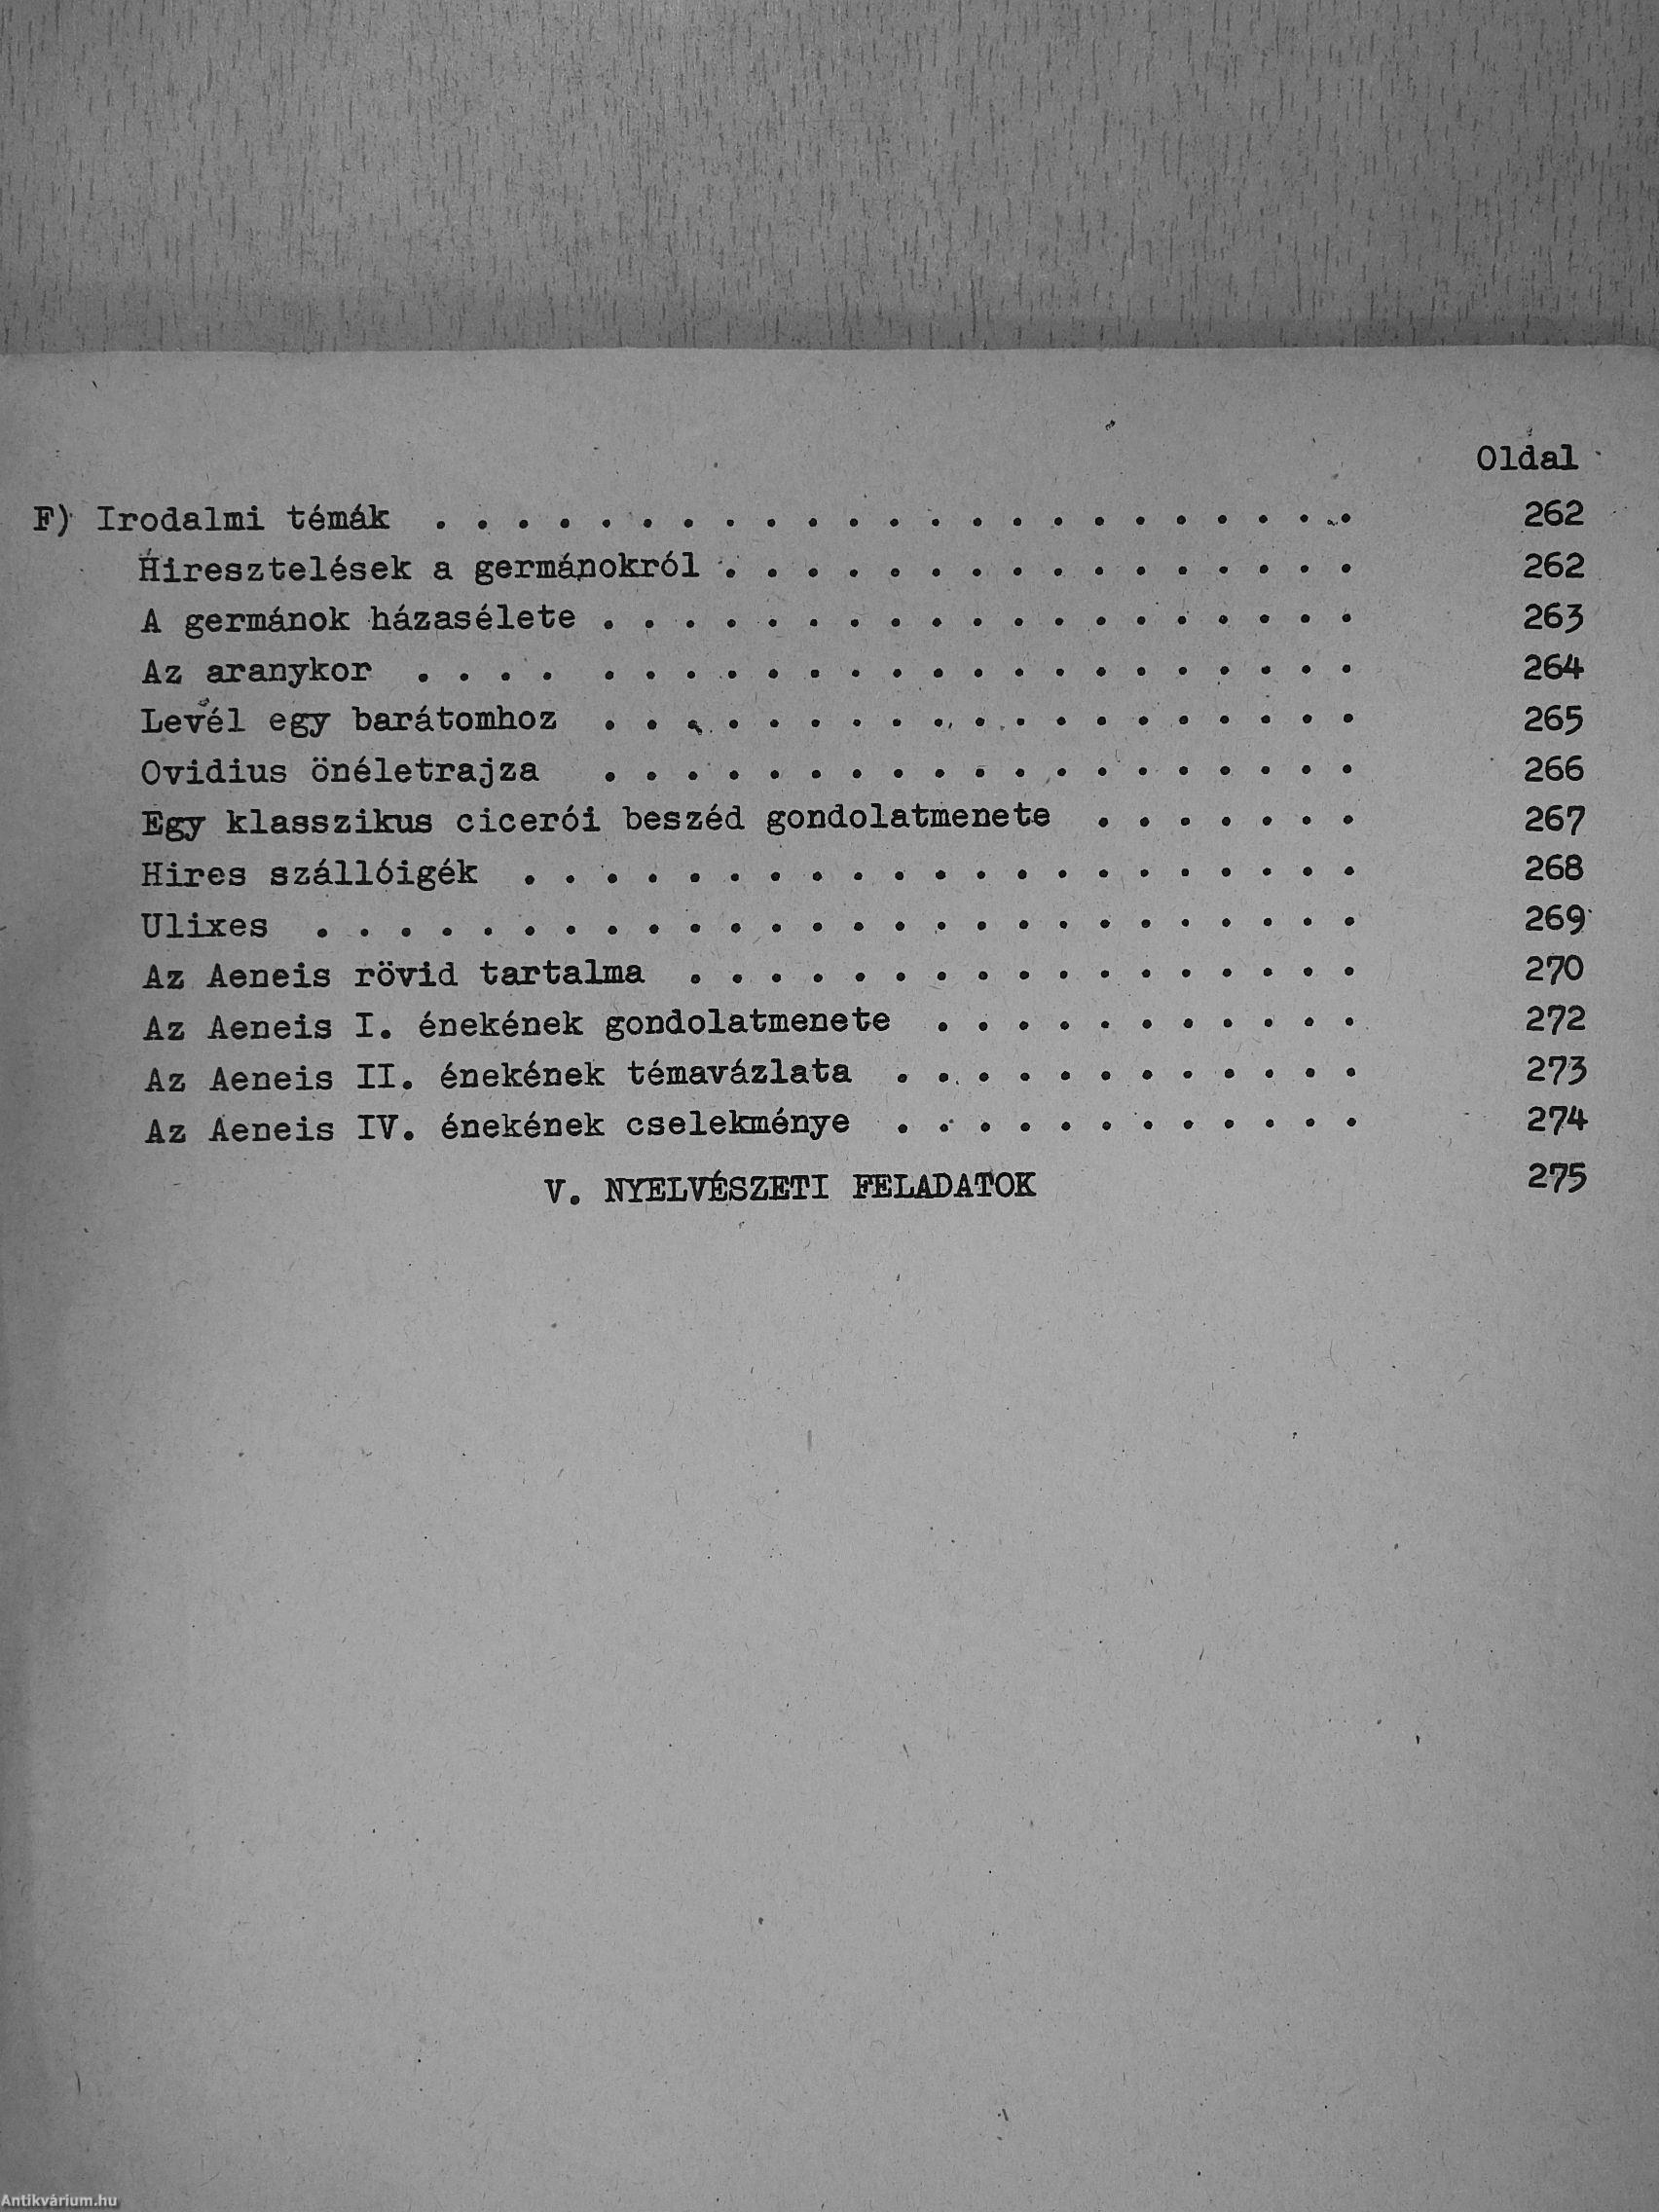 Oldal
F) Irodalmi témák . . . . . . . . . . . . . . . . . . . . . . . 262
Hiresztelések a germánokról . . . . . . . . . . . . . . . . 262
A germánok házasélete . . . . . . . . . . . . . . . . . . . 263
Az aranykor . . . . . . . . . . . . . . . . . . . . . . . 264
Levél egy barátomhoz . . . . . . . . . . . . . . . . . . . 265
Ovidius önéletrajza . . . . . . . . . . . . . . . . . . . 266
Egy klasszikus cicerói beszéd gondolatmenete . . . . . . . 267
Hires szállóigék . . . . . . . . . . . . . . . . . . . . . 268
Ulixes . . . . . . . . . . . . . . . . . . . . . . . . . . 269
Az Aeneis rövid tartalma . . . . . . . . . . . . . . . . . 270
Az Aeneis I. énekének gondolatmenete . . . . . . . . . . . 272
Az Aeneis II. énekének témavázlata . . . . . . . . . . . . 273
Az Aeneis IV. énekének cselekménye . . . . . . . . . . . . 274
V. NYELVÉSZETI FELADATOK 275
Antikvárium.hu